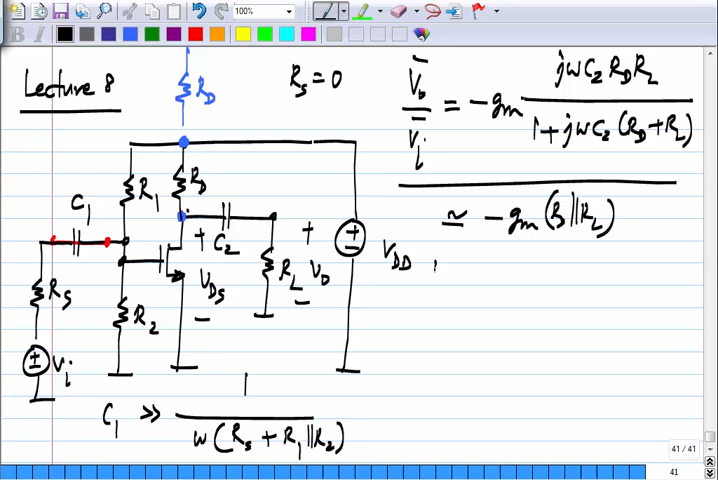 100%
B I
Lecture 8
R_D
R_S = 0
V_o / V_i = -g_m jωC_2 R_D R_L / 1 + jωC_2 (R_D + R_L)
≃ -g_m (R_D || R_L)
R_1
R_D
C_1
+ C_2
+
R_S
V_DS
R_L
V_o
V_DD
-
-
R_2
V_i
C_1 >> 1 / ω(R_S + R_1 || R_2)
41 / 41
41